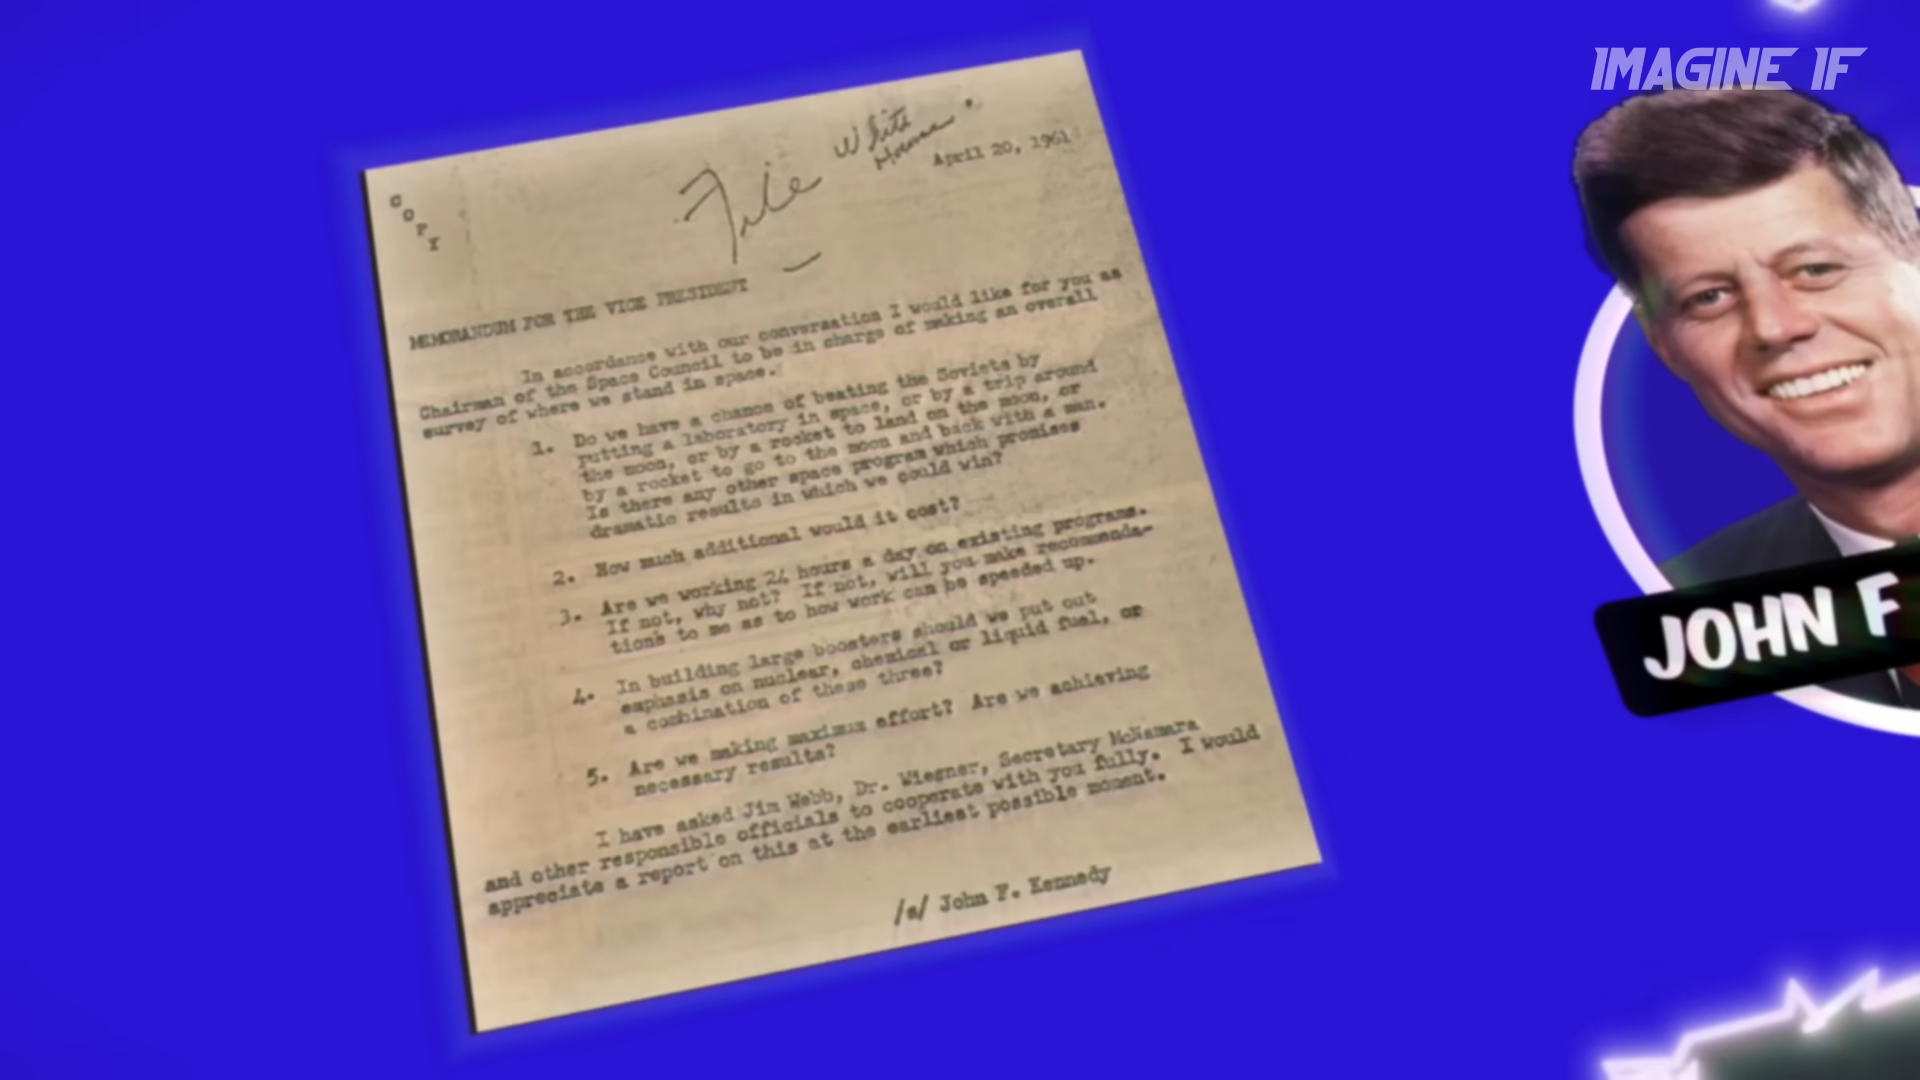 IMAGINE IF
White
House
File
April 20, 1961
C
O
P
Y
MEMORANDUM FOR THE VICE PRESIDENT
In accordance with our conversation I would like for you as
Chairman of the Space Council to be in charge of making an overall
survey of where we stand in space.
1. Do we have a chance of beating the Soviets by
putting a laboratory in space, or by a trip around
the moon, or by a rocket to land on the moon, or
by a rocket to go to the moon and back with a man.
Is there any other space program which promises
dramatic results in which we could win?
2. How much additional would it cost?
3. Are we working 24 hours a day on existing programs.
If not, why not? If not, will you make recommenda-
tions to me as to how work can be speeded up.
4. In building large boosters should we put out
emphasis on nuclear, chemical or liquid fuel, or
a combination of these three?
5. Are we making maximum effort? Are we achieving
necessary results?
I have asked Jim Webb, Dr. Wiesner, Secretary McNamara
and other responsible officials to cooperate with you fully. I would
appreciate a report on this at the earliest possible moment.
/s/ John F. Kennedy
JOHN F